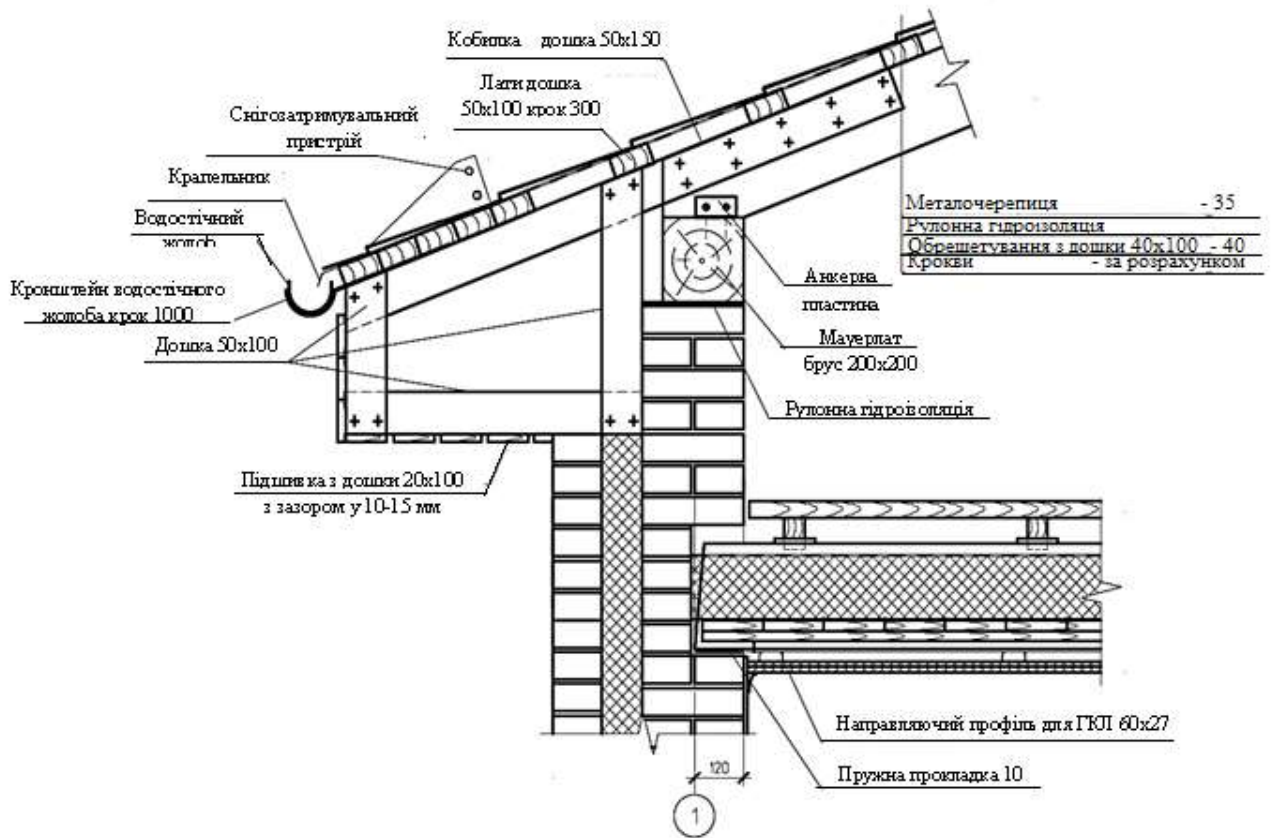 Кобилка дошка 50х150
Лати дошка
50х100 крок 300
Снігозатримувальний
пристрій
Крапельник
Водостічний
жолоб
Кронштейн водостічного
жолоба крок 1000
Дошка 50х100
Металочерепиця - 35
Рулонна гідроізоляція
Обрешетування з дошки 40х100 - 40
Крокви - за розрахунком
Анкерна
пластина
Мауерлат
брус 200х200
Рулонна гідроізоляція
Підшивка з дошки 20х100
з зазором у 10-15 мм
Направляючий профіль для ГКЛ 60х27
Пружна прокладка 10
120
1